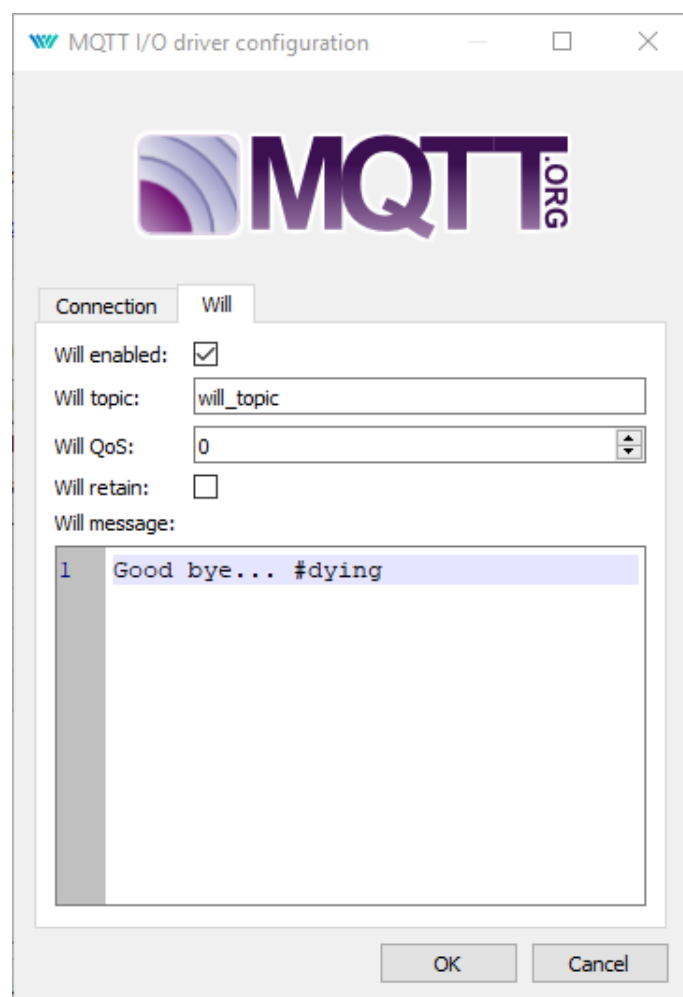 MQTT I/O driver configuration
MQTT.ORG
Connection Will
Will enabled:
Will topic: will_topic
Will QoS: 0
Will retain:
Will message:
1 Good bye... #dying
OK Cancel